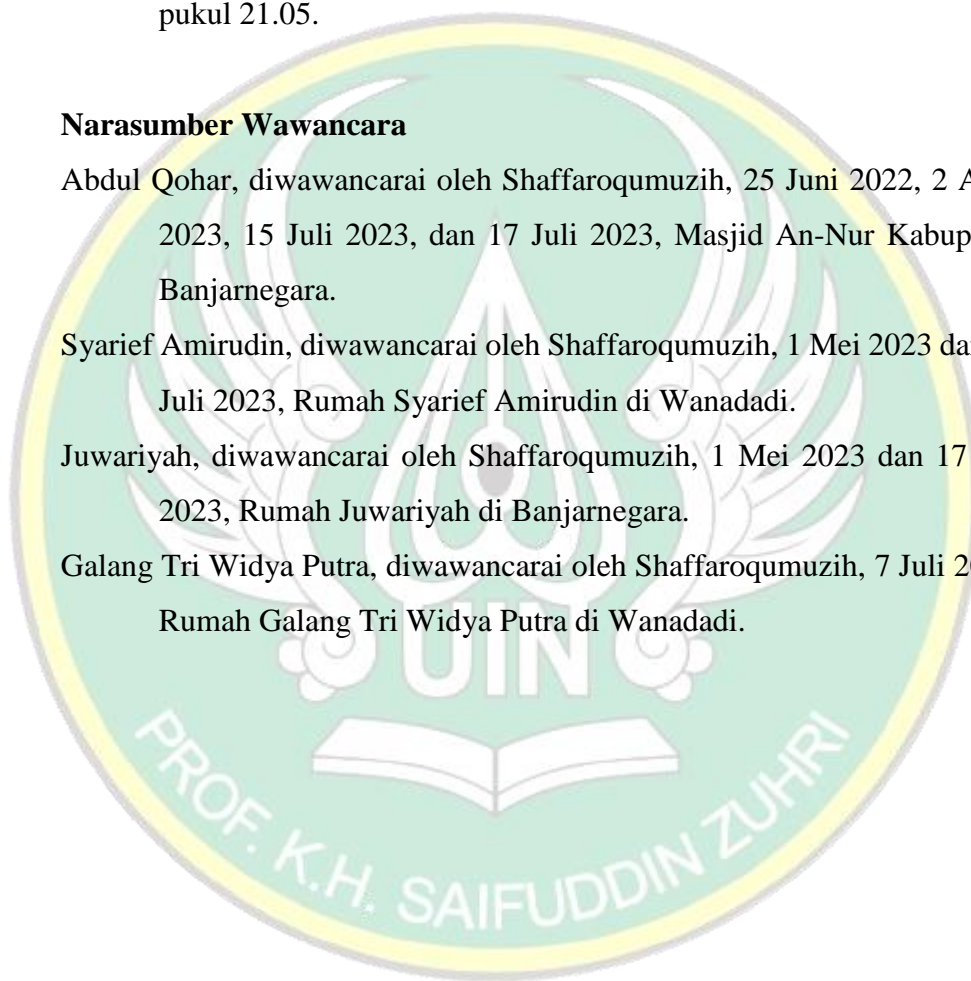 pukul 21.05.
Narasumber Wawancara
Abdul Qohar, diwawancarai oleh Shaffaroqumuzih, 25 Juni 2022, 2 A
2023, 15 Juli 2023, dan 17 Juli 2023, Masjid An-Nur Kabup
Banjarnegara.
Syarief Amirudin, diwawancarai oleh Shaffaroqumuzih, 1 Mei 2023 da
Juli 2023, Rumah Syarief Amirudin di Wanadadi.
Juwariyah, diwawancarai oleh Shaffaroqumuzih, 1 Mei 2023 dan 17
2023, Rumah Juwariyah di Banjarnegara.
Galang Tri Widya Putra, diwawancarai oleh Shaffaroqumuzih, 7 Juli 2
Rumah Galang Tri Widya Putra di Wanadadi.
UIN
PROF. K.H. SAIFUDDIN ZUHRI